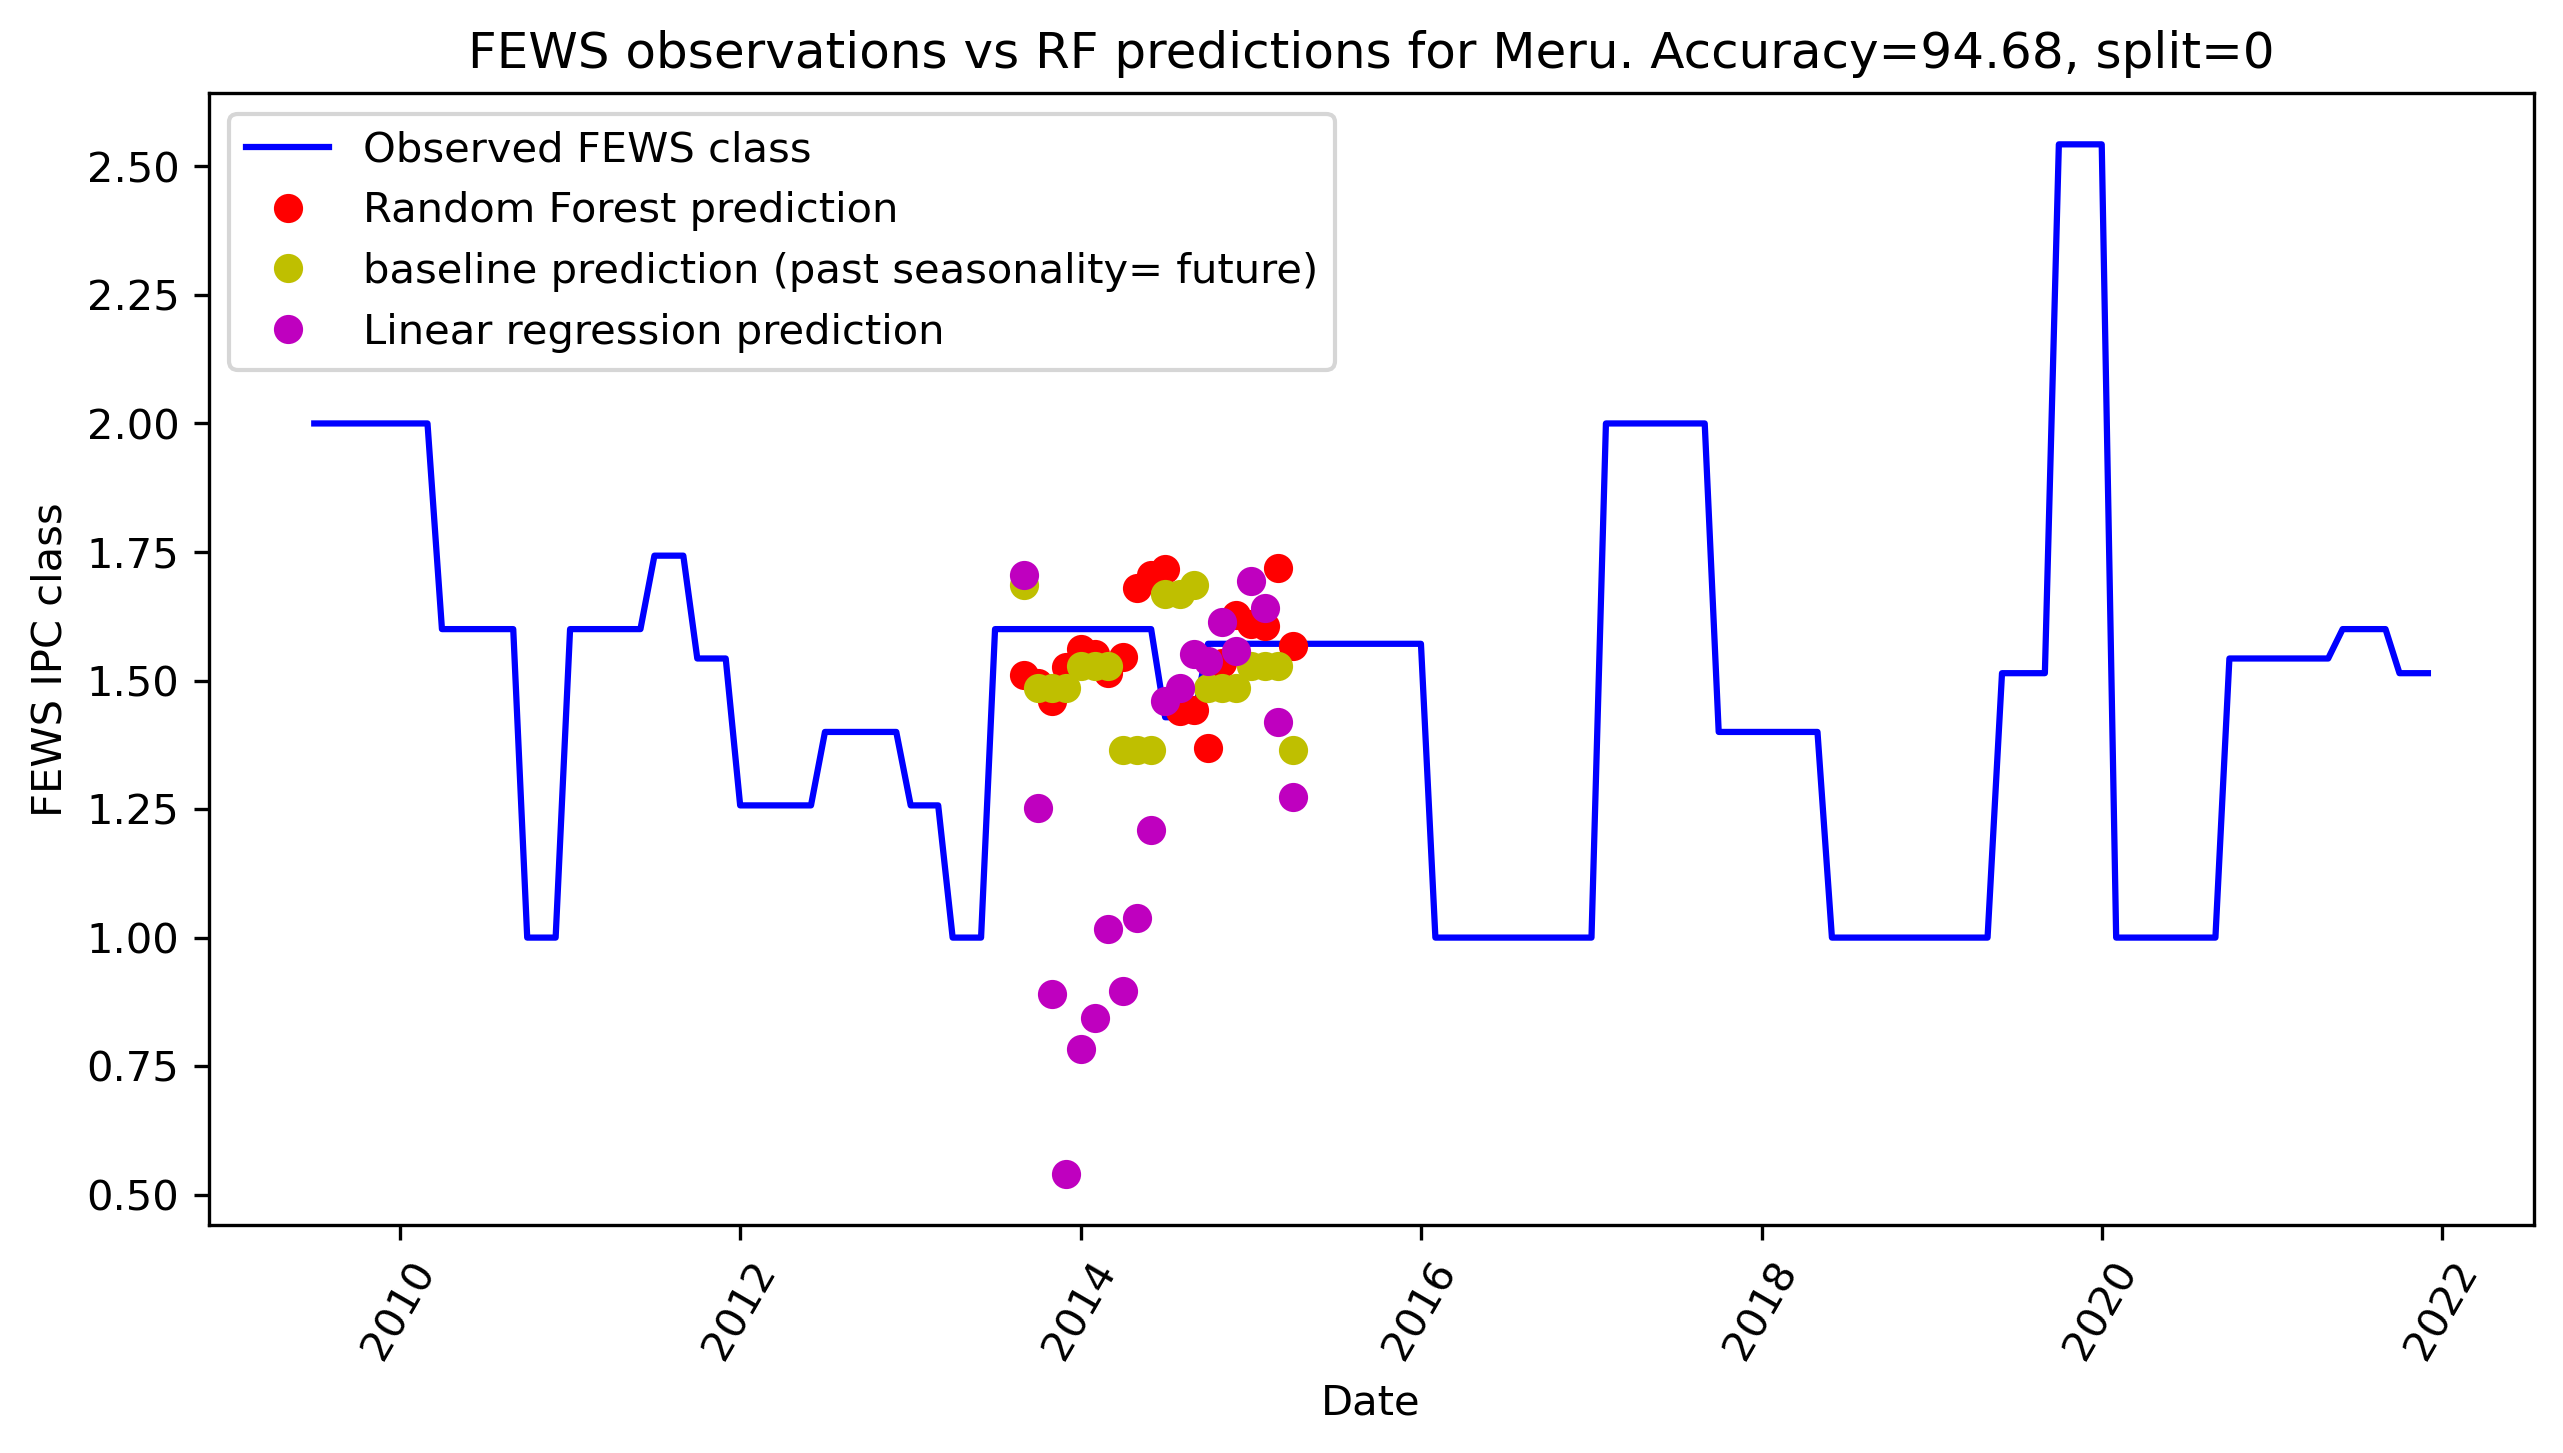 FEWS observations vs RF predictions for Meru. Accuracy=94.68, split=0
Observed FEWS class
Random Forest prediction
baseline prediction (past seasonality= future)
Linear regression prediction
FEWS IPC class
2.50
2.25
2.00
1.75
1.50
1.25
1.00
0.75
0.50
2010
2012
2014
2016
2018
2020
2022
Date